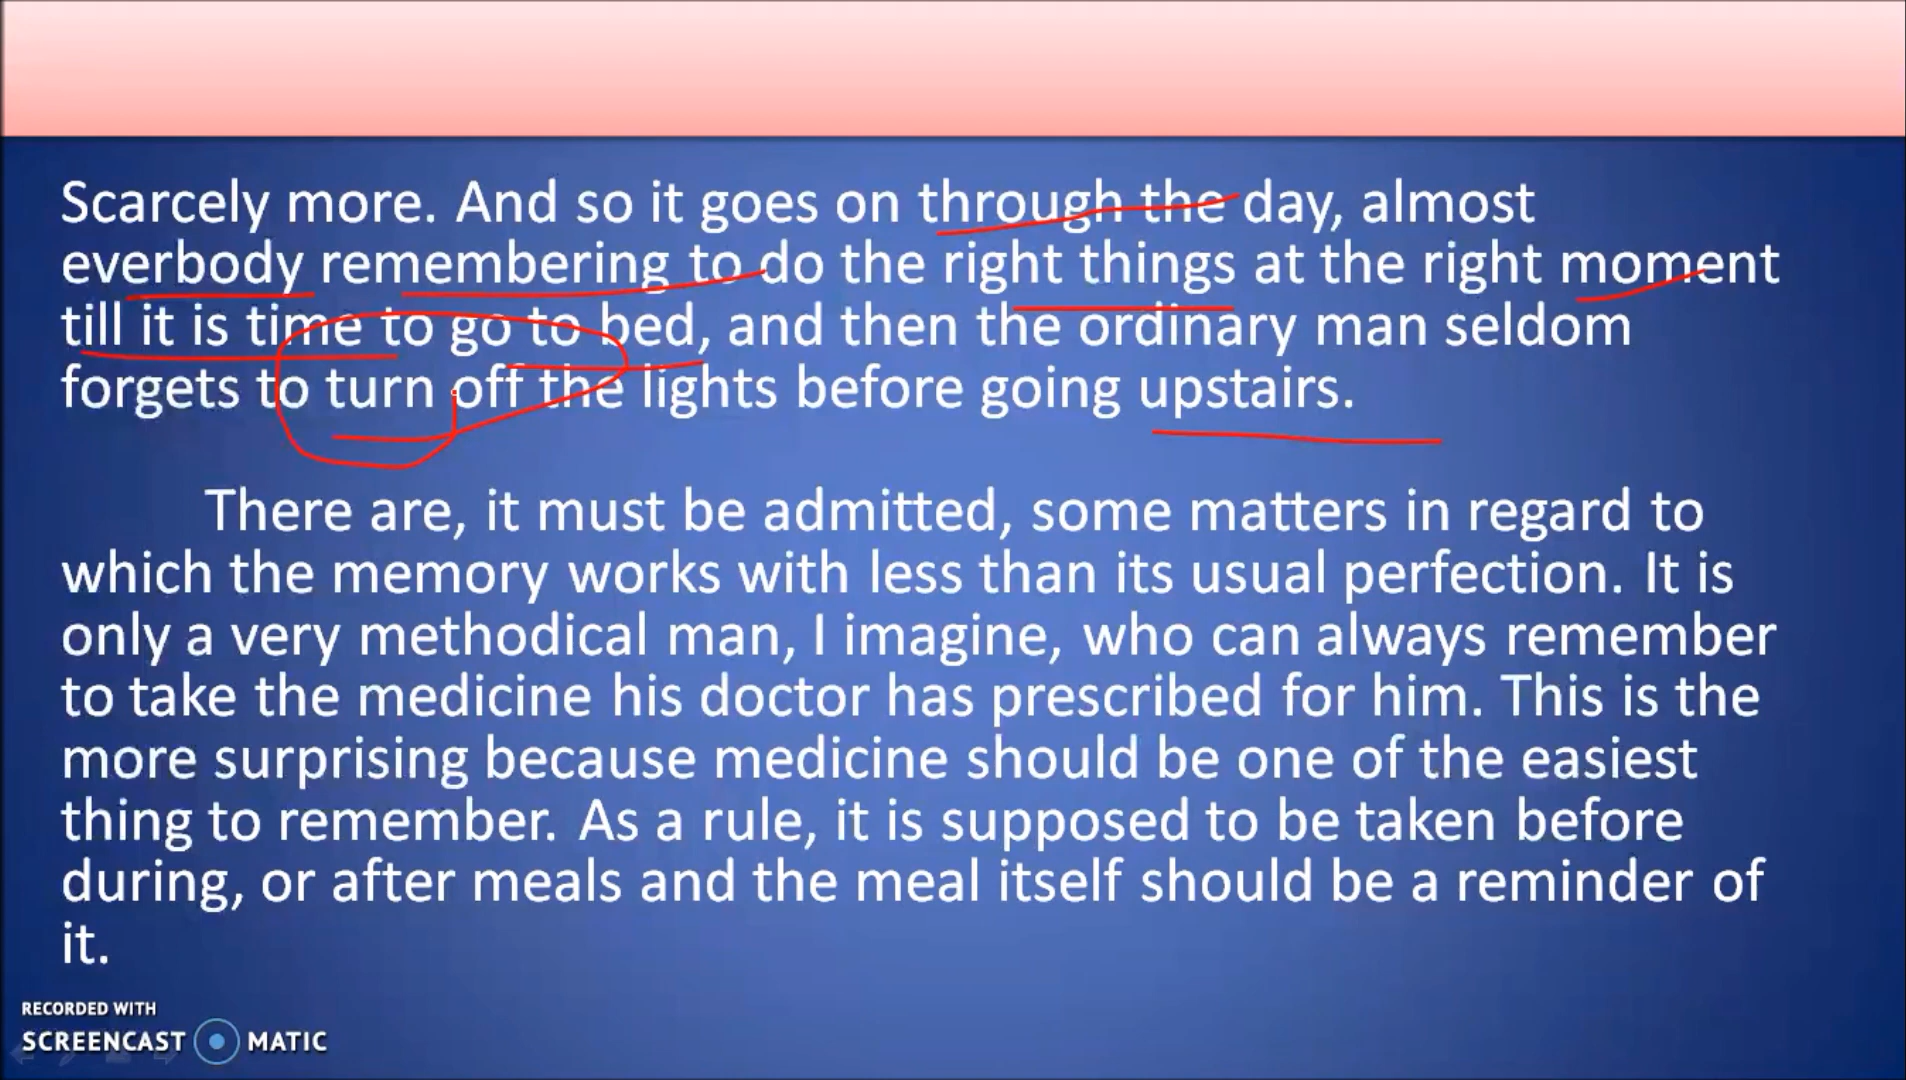 Scarcely more. And so it goes on through the day, almost
everbody remembering to do the right things at the right moment
till it is time to go to bed, and then the ordinary man seldom
forgets to turn off the lights before going upstairs.
There are, it must be admitted, some matters in regard to
which the memory works with less than its usual perfection. It is
only a very methodical man, I imagine, who can always remember
to take the medicine his doctor has prescribed for him. This is the
more surprising because medicine should be one of the easiest
thing to remember. As a rule, it is supposed to be taken before
during, or after meals and the meal itself should be a reminder of
it.
RECORDED WITH
SCREENCAST MATIC